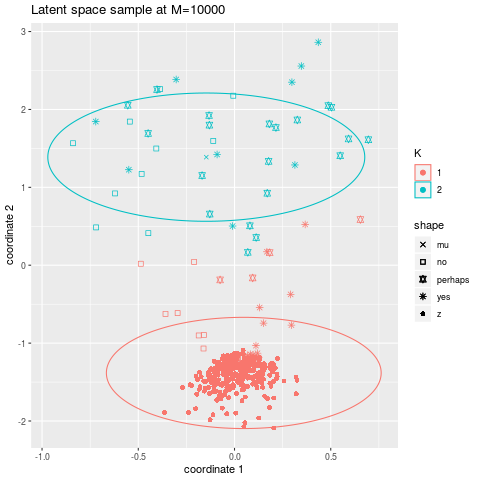 Latent space sample at M=10000
3
2
1
0
-1
-2
coordinate 2
-1.0
-0.5
0.0
0.5
coordinate 1
K
1
2
shape
mu
no
perhaps
yes
z